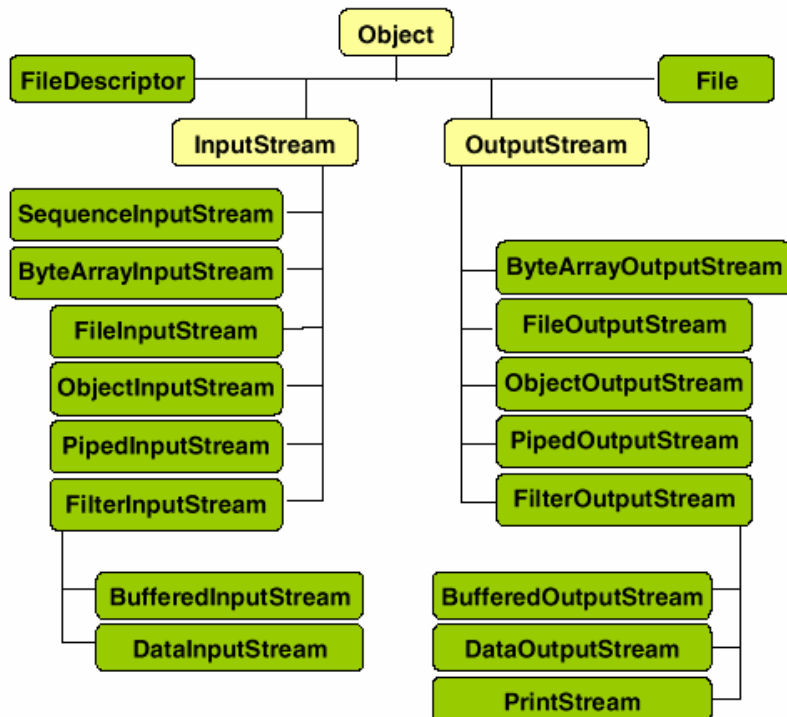 Object
FileDescriptor
File
InputStream
OutputStream
SequenceInputStream
ByteArrayInputStream
FileInputStream
ObjectInputStream
PipedInputStream
FilterInputStream
BufferedInputStream
DataInputStream
ByteArrayOutputStream
FileOutputStream
ObjectOutputStream
PipedOutputStream
FilterOutputStream
BufferedOutputStream
DataOutputStream
PrintStream